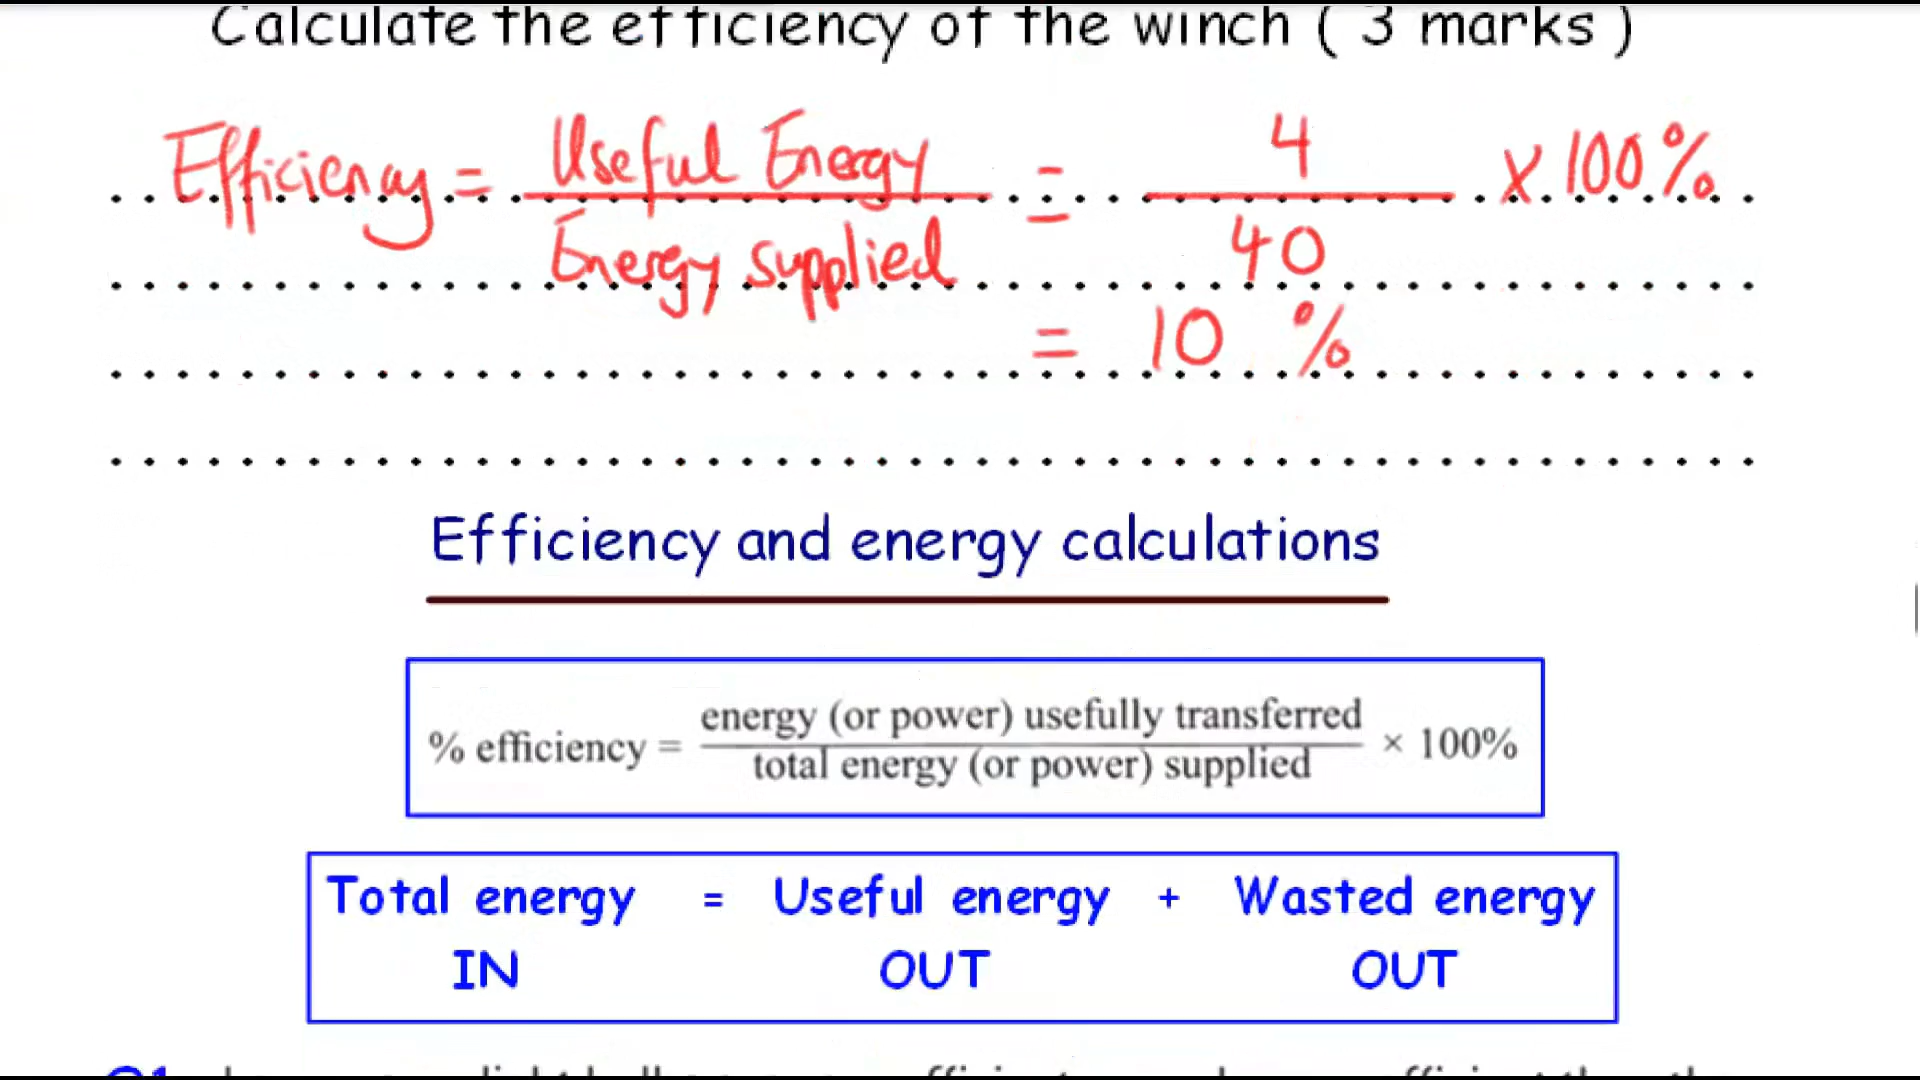 Calculate the efficiency of the winch ( 3 marks )
Efficiency = Useful Energy / Energy supplied = 4 / 40 x 100%
= 10 %
Efficiency and energy calculations
% efficiency = energy (or power) usefully transferred / total energy (or power) supplied × 100%
Total energy = Useful energy + Wasted energy
IN OUT OUT